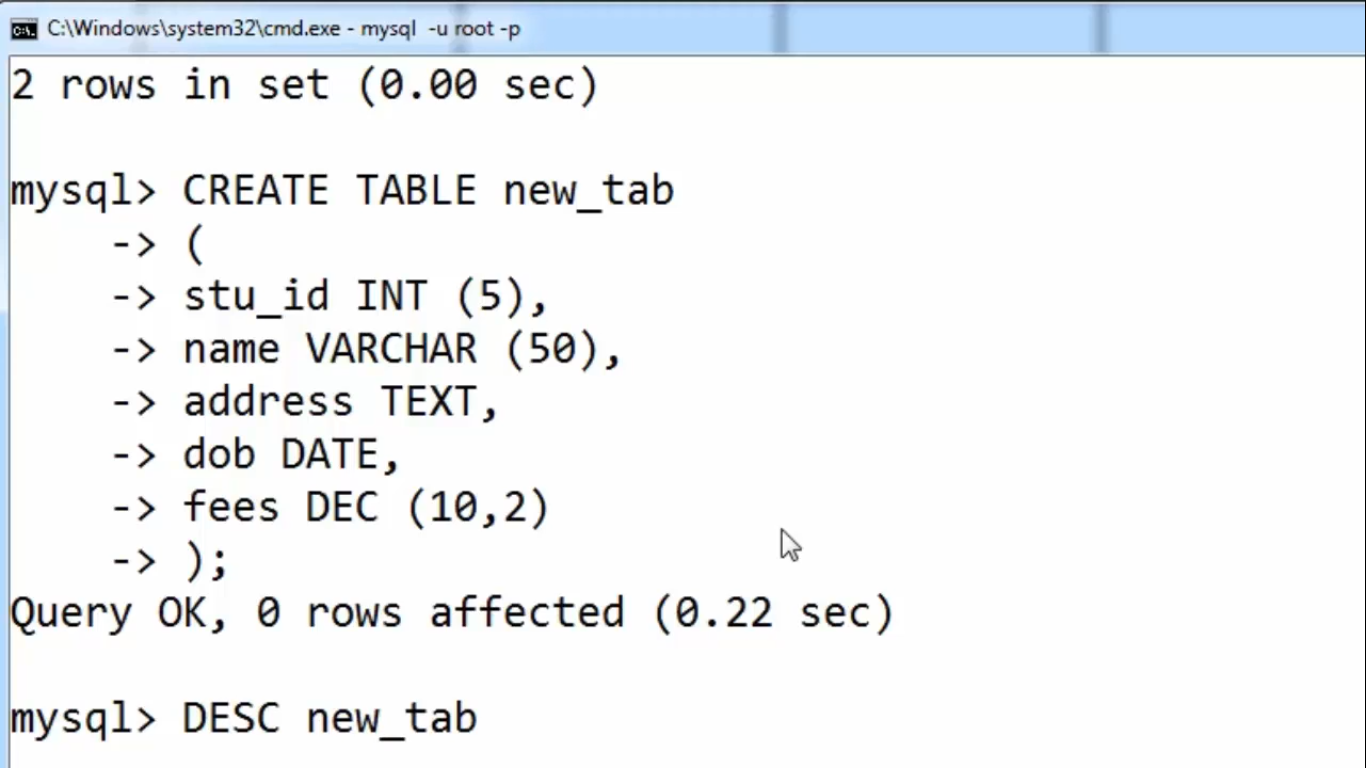 C:\Windows\system32\cmd.exe - mysql -u root -p
2 rows in set (0.00 sec)
mysql> CREATE TABLE new_tab
-> (
-> stu_id INT (5),
-> name VARCHAR (50),
-> address TEXT,
-> dob DATE,
-> fees DEC (10,2)
-> );
Query OK, 0 rows affected (0.22 sec)
mysql> DESC new_tab